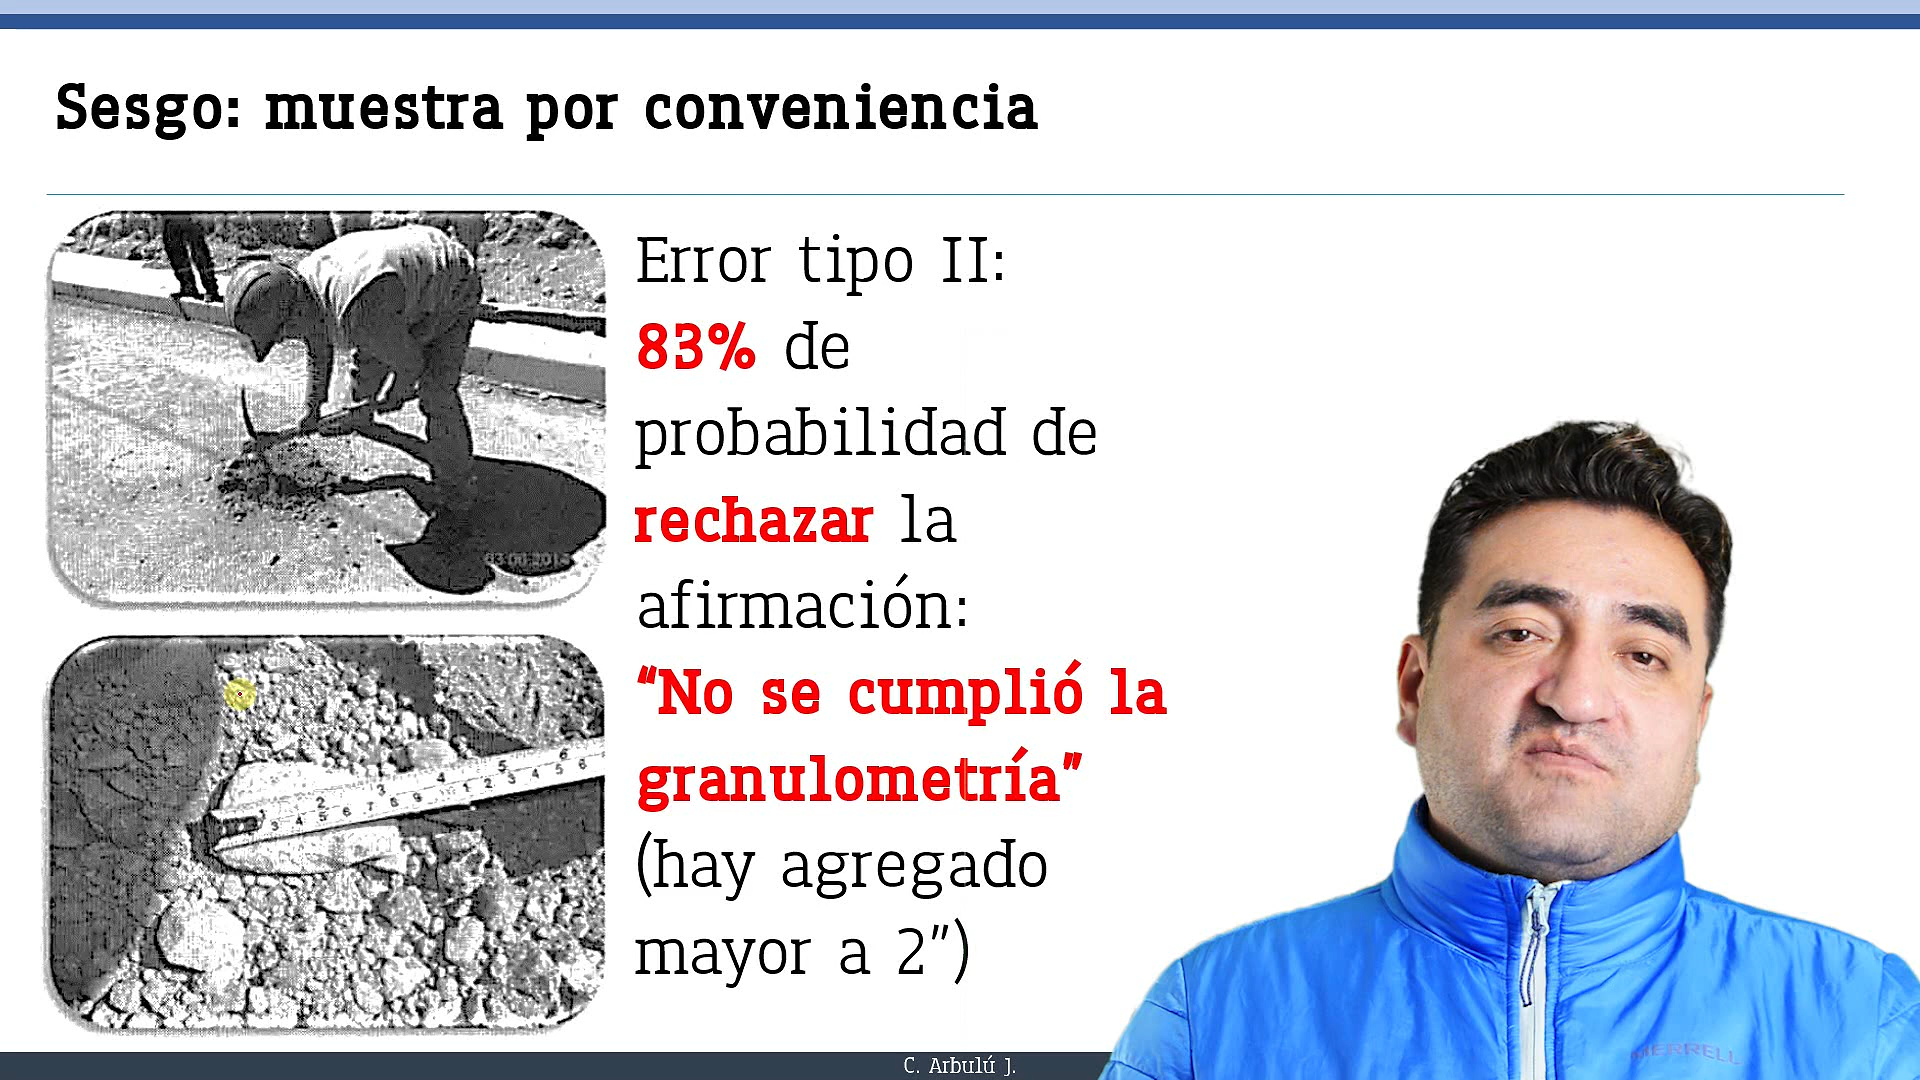 Sesgo: muestra por conveniencia
Error tipo II:
83% de
probabilidad de
rechazar la
afirmación:
“No se cumplió la
granulometría”
(hay agregado
mayor a 2”)
C. Arbulú J.
MERRELL